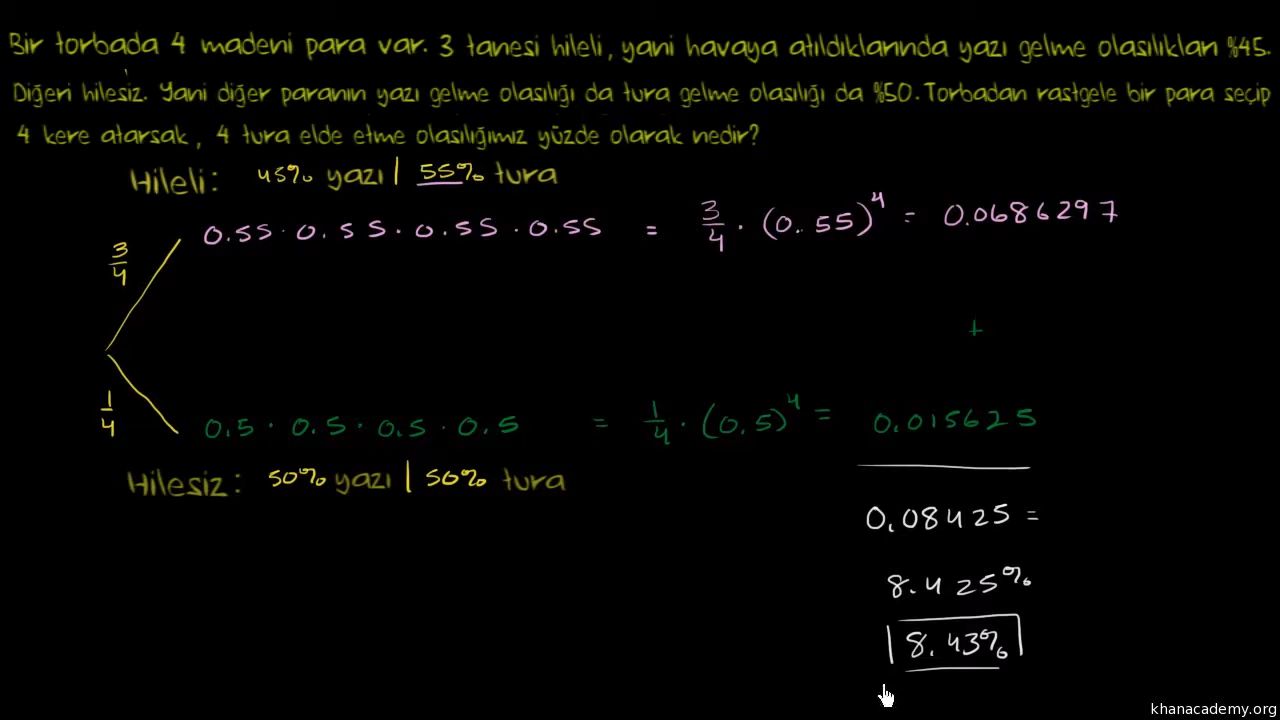 Bir torbada 4 madeni para var. 3 tanesi hileli, yani havaya atıldıklarında yazı gelme olasılıkları %45.
Diğeri hilesiz. Yani diğer paranın yazı gelme olasılığı da tura gelme olasılığı da %50. Torbadan rastgele bir para seçip
4 kere atarsak, 4 tura elde etme olasılığımız yüzde olarak nedir?
Hileli: 45% yazı | 55% tura
3/4
0.55 · 0.55 · 0.55 · 0.55 = 3/4 · (0.55)^4 = 0.0686297
+
1/4
0.5 · 0.5 · 0.5 · 0.5 = 1/4 · (0.5)^4 = 0.015625
Hilesiz: 50% yazı | 50% tura
0.08425 =
8.425%
8.43%
khanacademy.org